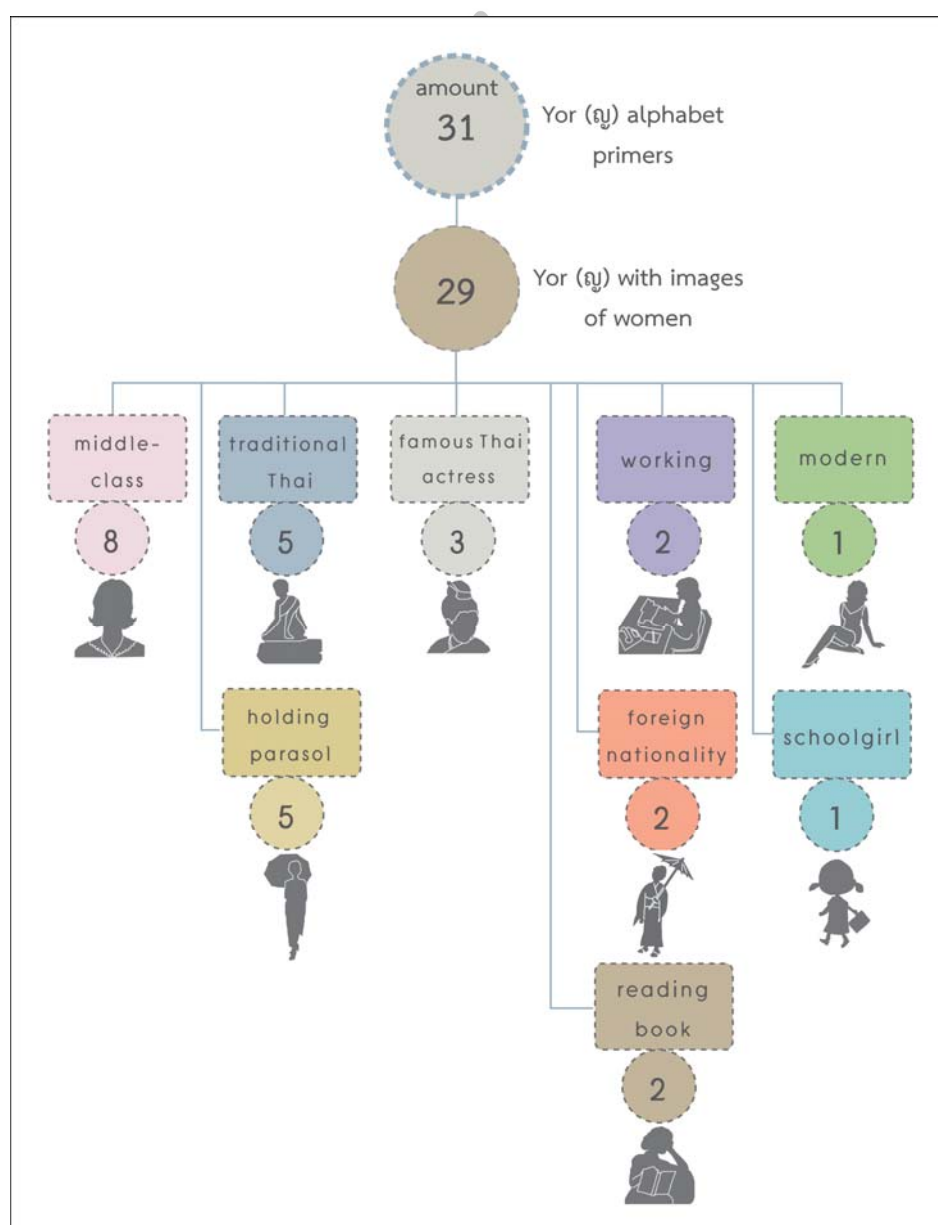 amount
31
Yor (ญ) alphabet
primers
29
Yor (ญ) with images
of women
middle-
class
8
traditional
Thai
5
famous Thai
actress
3
working
2
modern
1
holding
parasol
5
foreign
nationality
2
schoolgirl
1
reading
book
2